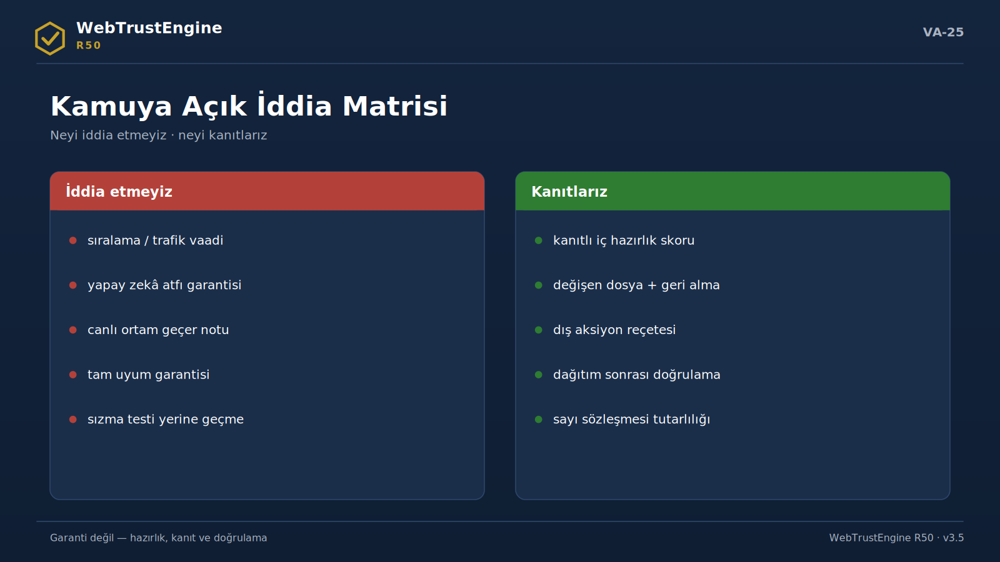 WebTrustEngine
R50
VA-25
Kamuya Açık İddia Matrisi
Neyi iddia etmeyiz · neyi kanıtlarız
İddia etmeyiz
sıralama / trafik vaadi
yapay zekâ atfı garantisi
canlı ortam geçer notu
tam uyum garantisi
sızma testi yerine geçme
Kanıtlarız
kanıtlı iç hazırlık skoru
değişen dosya + geri alma
dış aksiyon reçetesi
dağıtım sonrası doğrulama
sayı sözleşmesi tutarlılığı
Garanti değil — hazırlık, kanıt ve doğrulama
WebTrustEngine R50 · v3.5